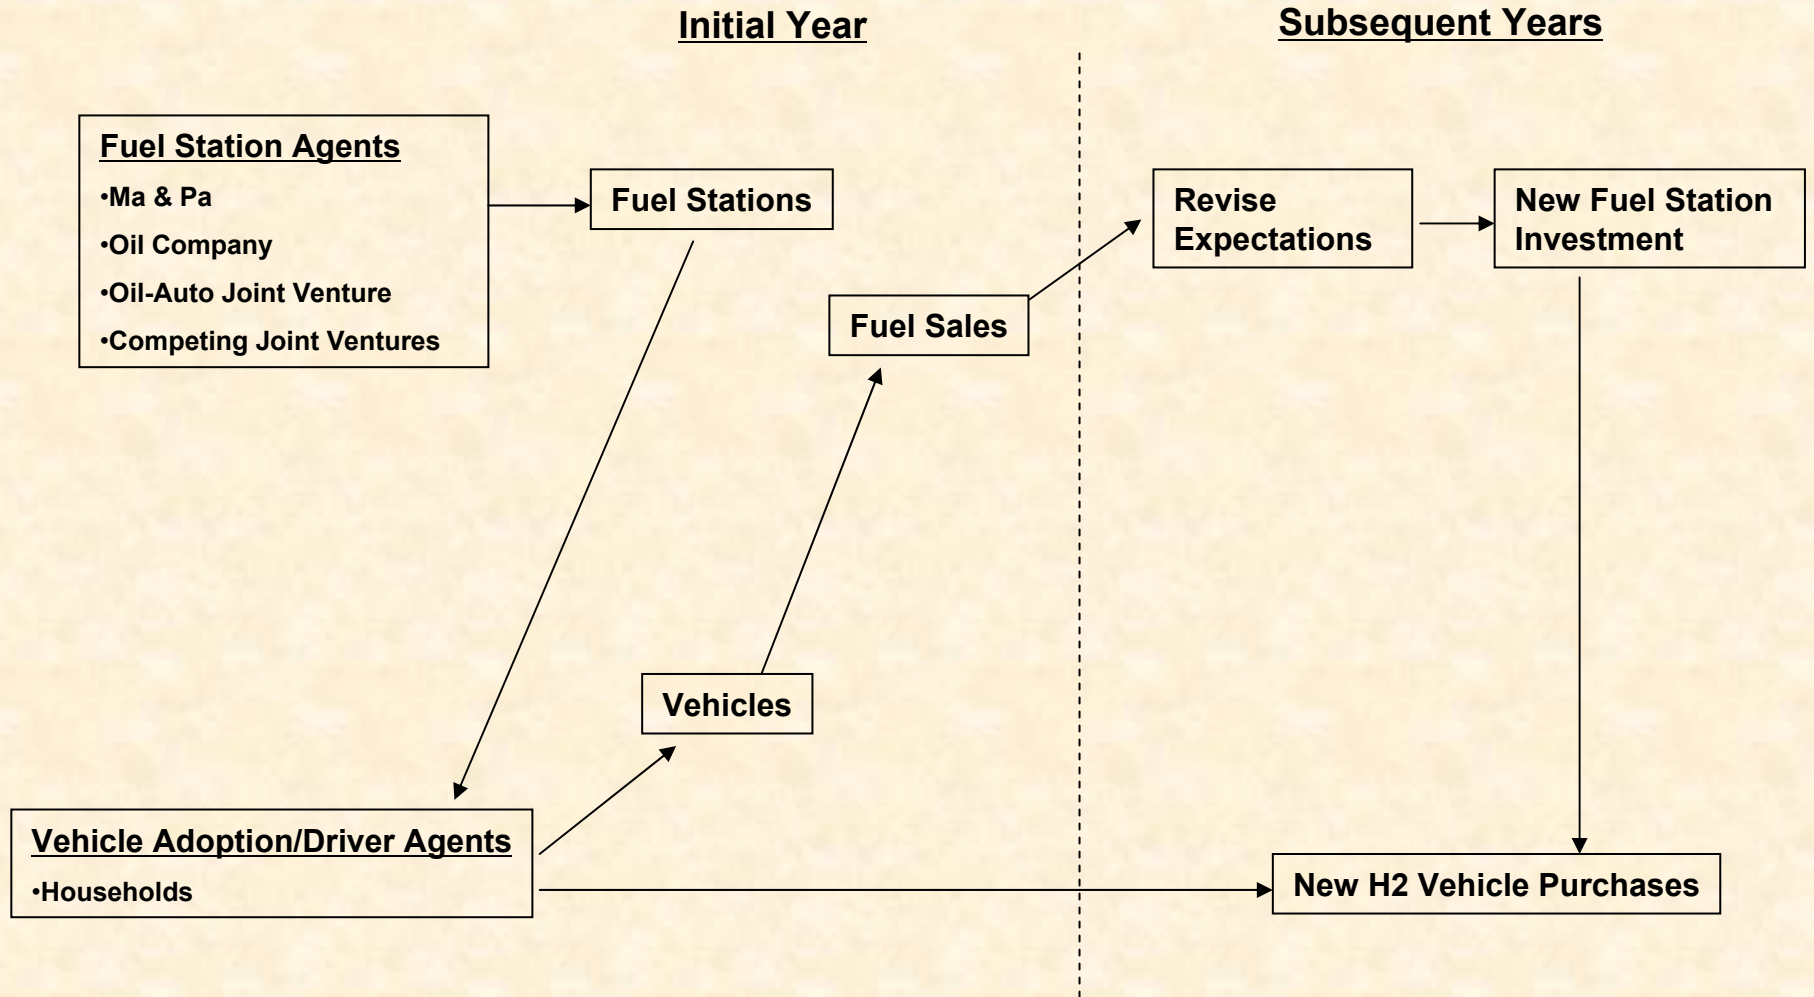 Initial Year
Subsequent Years
Fuel Station Agents
•Ma & Pa
•Oil Company
•Oil-Auto Joint Venture
•Competing Joint Ventures
Fuel Stations
Fuel Sales
Revise
Expectations
New Fuel Station
Investment
Vehicles
Vehicle Adoption/Driver Agents
•Households
New H2 Vehicle Purchases